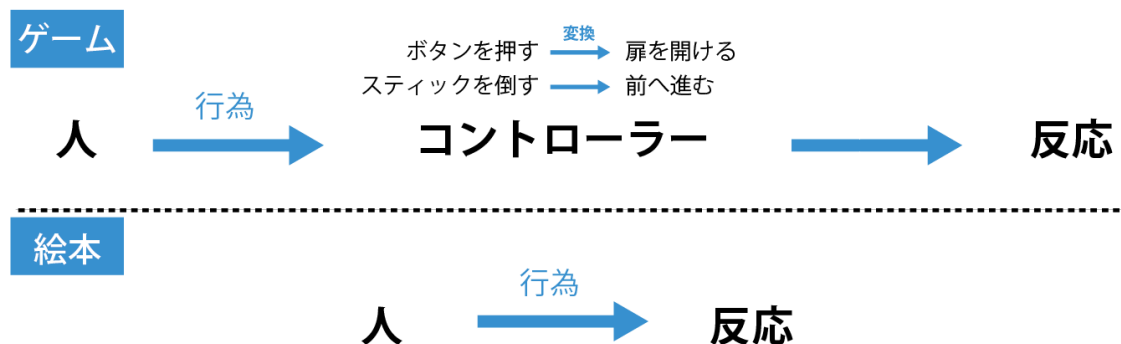 ゲーム
変換
ボタンを押す 扉を開ける
スティックを倒す 前へ進む
行為
人 コントローラー 反応
絵本
行為
人 反応